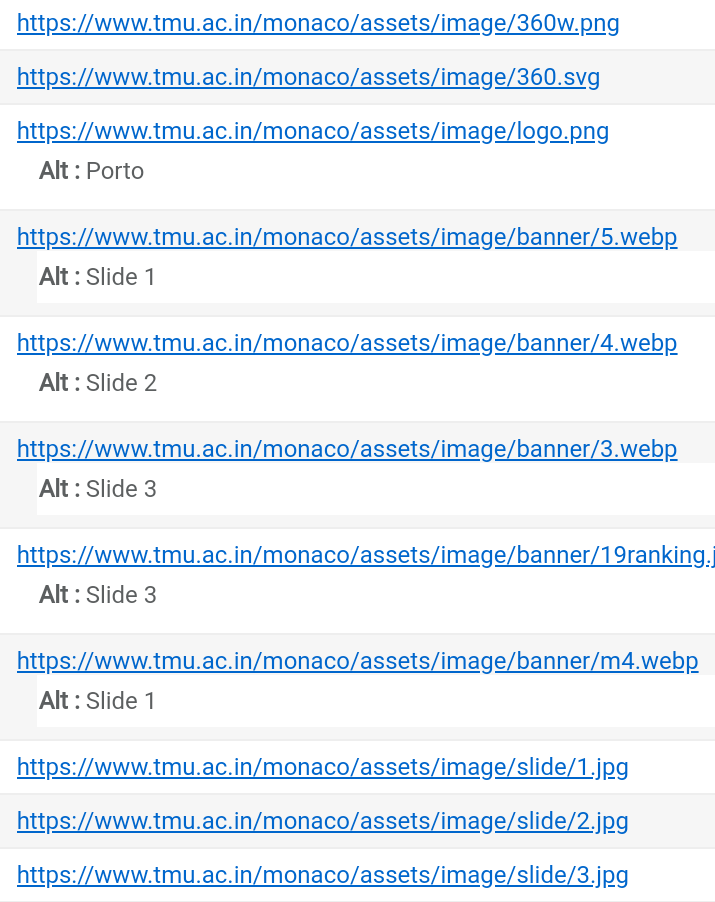 https://www.tmu.ac.in/monaco/assets/image/360w.png
https://www.tmu.ac.in/monaco/assets/image/360.svg
https://www.tmu.ac.in/monaco/assets/image/logo.png
Alt : Porto
https://www.tmu.ac.in/monaco/assets/image/banner/5.webp
Alt : Slide 1
https://www.tmu.ac.in/monaco/assets/image/banner/4.webp
Alt : Slide 2
https://www.tmu.ac.in/monaco/assets/image/banner/3.webp
Alt : Slide 3
https://www.tmu.ac.in/monaco/assets/image/banner/19ranking.j
Alt : Slide 3
https://www.tmu.ac.in/monaco/assets/image/banner/m4.webp
Alt : Slide 1
https://www.tmu.ac.in/monaco/assets/image/slide/1.jpg
https://www.tmu.ac.in/monaco/assets/image/slide/2.jpg
https://www.tmu.ac.in/monaco/assets/image/slide/3.jpg